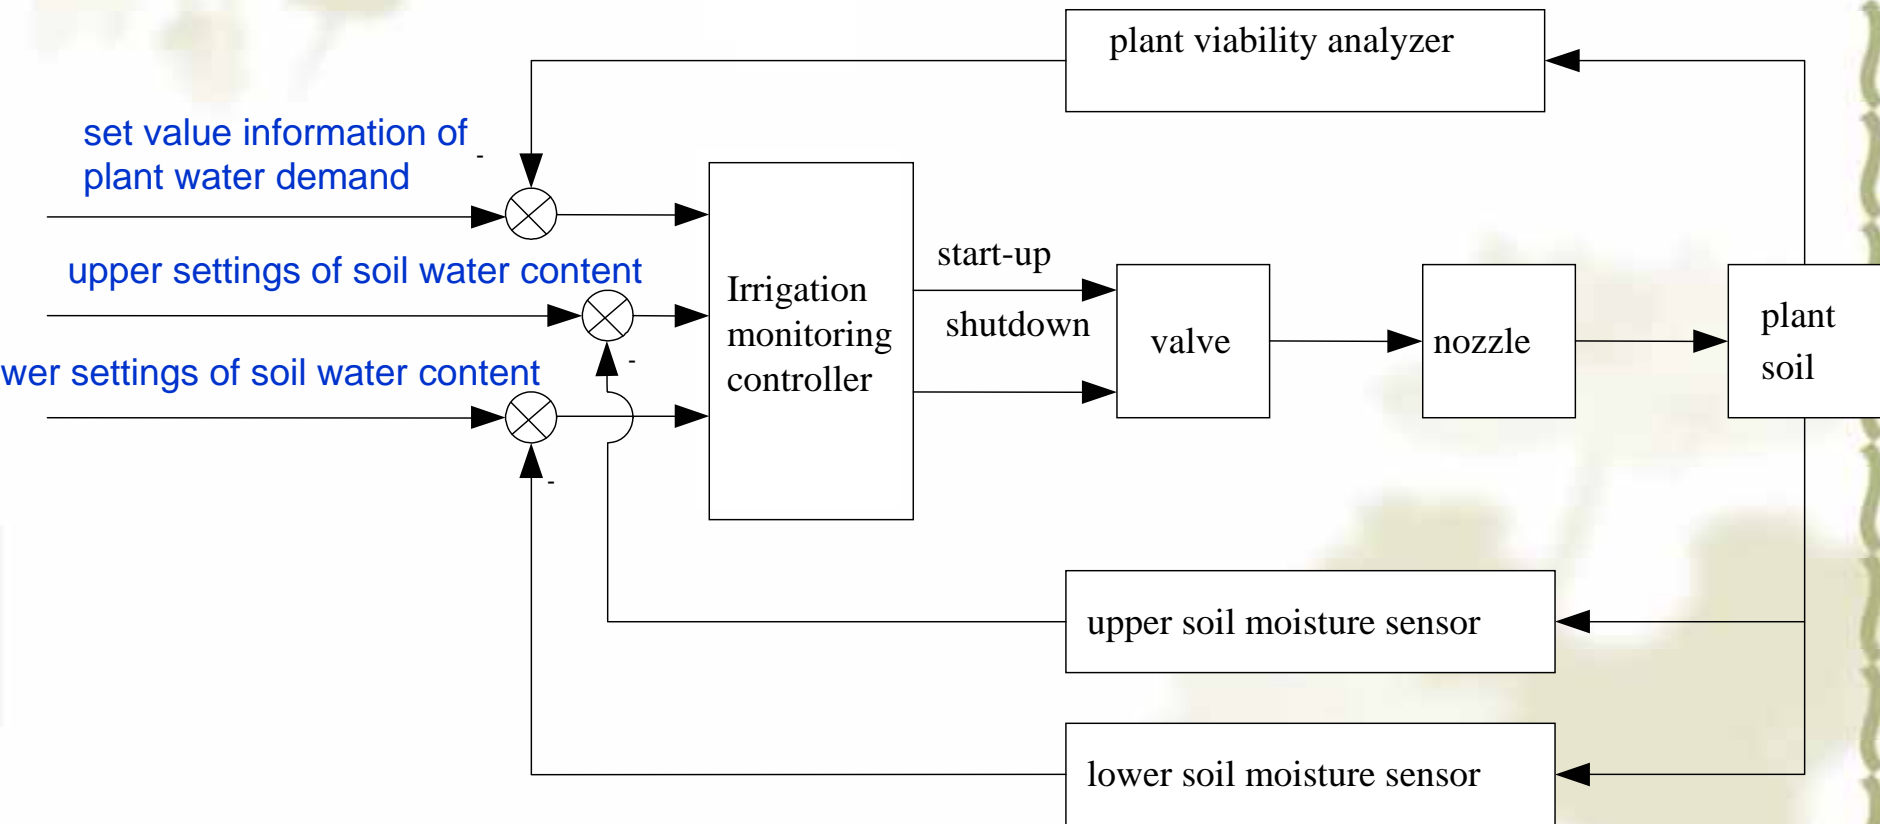 plant viability analyzer
set value information of
plant water demand
-
upper settings of soil water content
-
wer settings of soil water content
-
Irrigation
monitoring
controller
start-up
shutdown
valve
nozzle
plant
soil
upper soil moisture sensor
lower soil moisture sensor